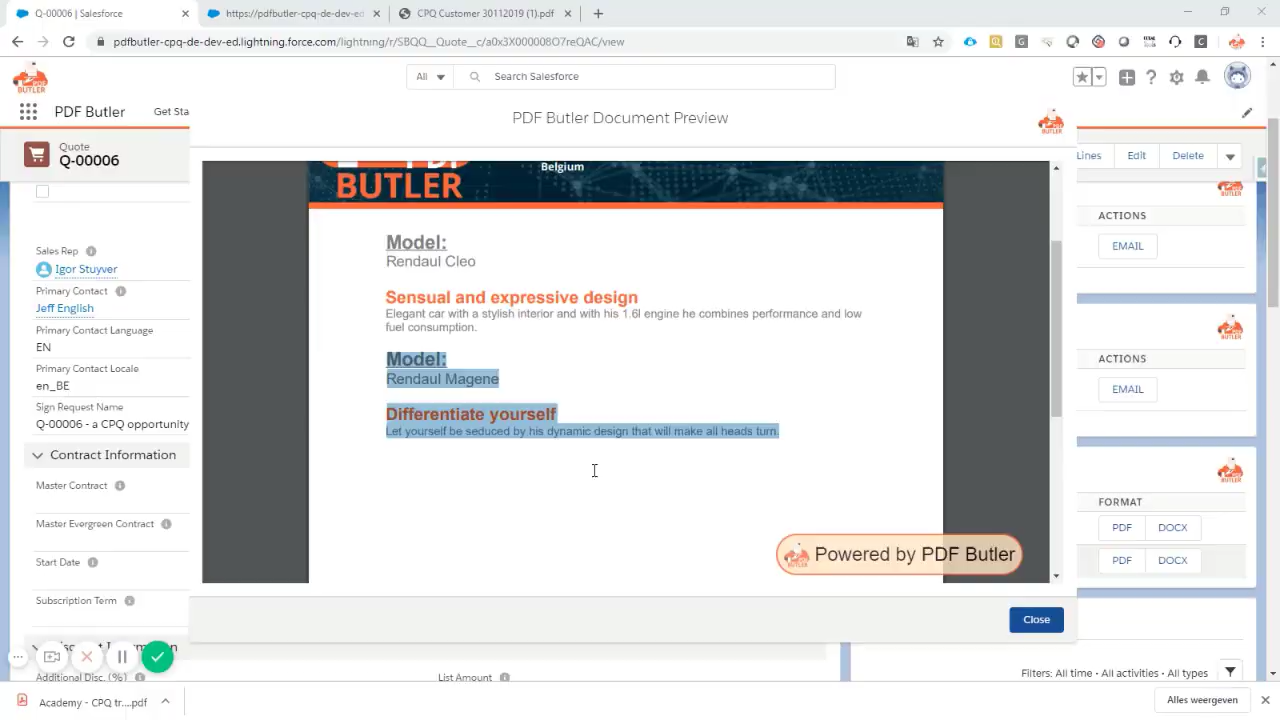 Q-00006 | Salesforce
https://pdfbutler-cpq-de-dev-ed
CPQ Customer 30112019 (1).pdf
pdfbutler-cpq-de-dev-ed.lightning.force.com/lightning/r/SBQQ__Quote__c/a0x3X000008O7reQAC/view
All
Search Salesforce
PDF Butler
Get Sta
PDF Butler Document Preview
Quote
Q-00006
Lines
Edit
Delete
Belgium
BUTLER
Sales Rep
Igor Stuyver
Primary Contact
Jeff English
Primary Contact Language
EN
Primary Contact Locale
en_BE
Sign Request Name
Q-00006 - a CPQ opportunity
Contract Information
Master Contract
Master Evergreen Contract
Start Date
Subscription Term
Additional Disc. (%)
List Amount
Model:
Rendaul Cleo
Sensual and expressive design
Elegant car with a stylish interior and with his 1.6l engine he combines performance and low
fuel consumption.
Model:
Rendaul Magene
Differentiate yourself
Let yourself be seduced by his dynamic design that will make all heads turn.
Powered by PDF Butler
Close
ACTIONS
EMAIL
ACTIONS
EMAIL
FORMAT
PDF
DOCX
PDF
DOCX
Filters: All time • All activities • All types
Academy - CPQ tr....pdf
Alles weergeven